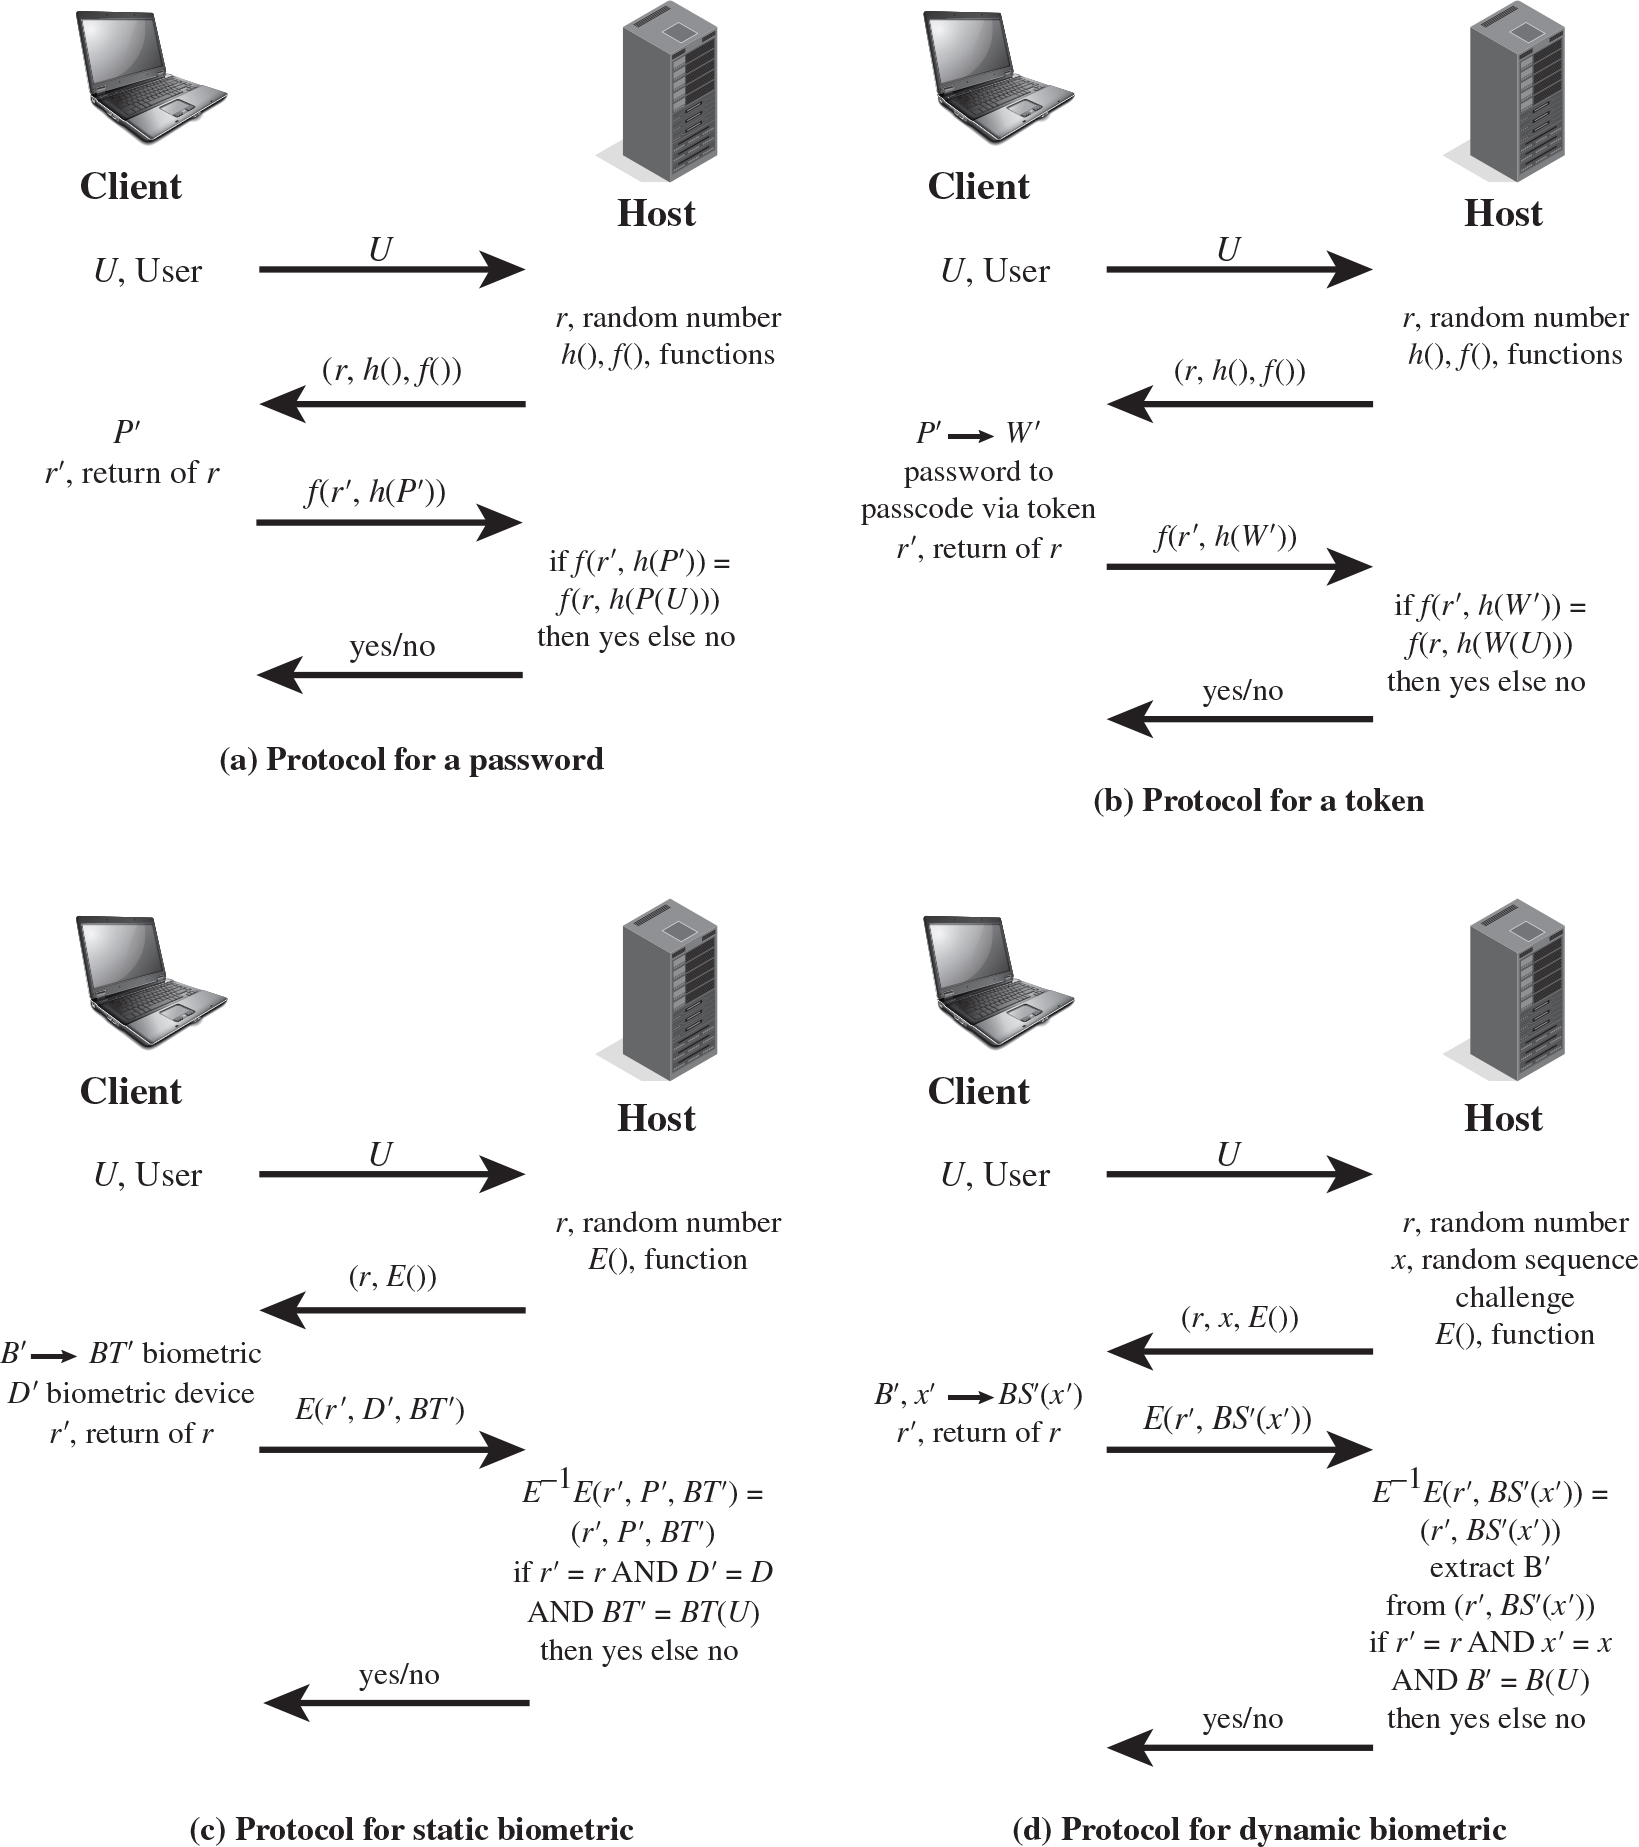 Client
Host
U, User
U
r, random number
h(), f(), functions
(r, h(), f())
P′
r′, return of r
f(r′, h(P′))
if f(r′, h(P′)) =
f(r, h(P(U)))
then yes else no
yes/no
(a) Protocol for a password
Client
Host
U, User
U
r, random number
h(), f(), functions
(r, h(), f())
P′ → W′
password to
passcode via token
r′, return of r
f(r′, h(W′))
if f(r′, h(W′)) =
f(r, h(W(U)))
then yes else no
yes/no
(b) Protocol for a token
Client
Host
U, User
U
r, random number
E(), function
(r, E())
B′ → BT′ biometric
D′ biometric device
r′, return of r
E(r′, D′, BT′)
E⁻¹E(r′, P′, BT′) =
(r′, P′, BT′)
if r′ = r AND D′ = D
AND BT′ = BT(U)
then yes else no
yes/no
(c) Protocol for static biometric
Client
Host
U, User
U
r, random number
x, random sequence
challenge
E(), function
(r, x, E())
B′, x′ → BS′(x′)
r′, return of r
E(r′, BS′(x′))
E⁻¹E(r′, BS′(x′)) =
(r′, BS′(x′))
extract B′
from (r′, BS′(x′))
if r′ = r AND x′ = x
AND B′ = B(U)
then yes else no
yes/no
(d) Protocol for dynamic biometric